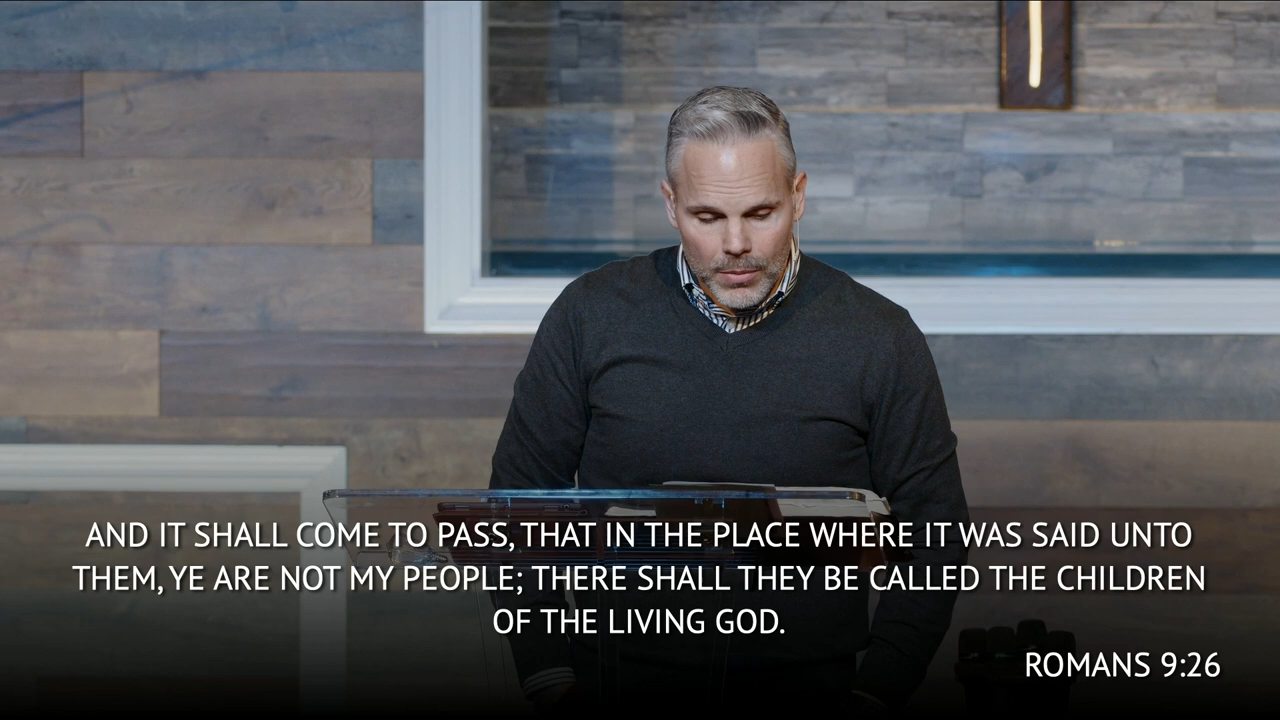 AND IT SHALL COME TO PASS, THAT IN THE PLACE WHERE IT WAS SAID UNTO
THEM, YE ARE NOT MY PEOPLE; THERE SHALL THEY BE CALLED THE CHILDREN
OF THE LIVING GOD.
ROMANS 9:26